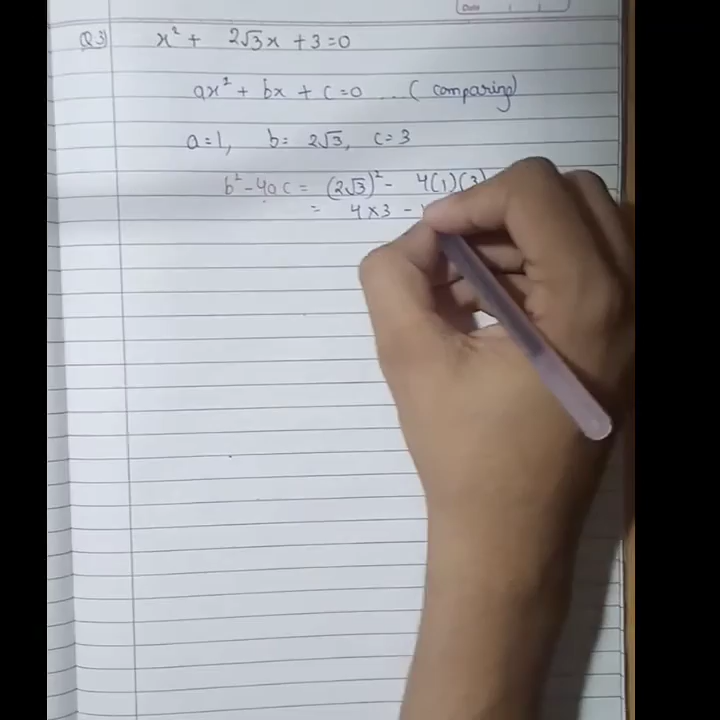 Date
Q3) x² + 2√3x + 3 = 0
ax² + bx + c = 0 ... (comparing)
a = 1, b = 2√3, c = 3
b² - 4ac = (2√3)² - 4(1)(3)
= 4 × 3 -